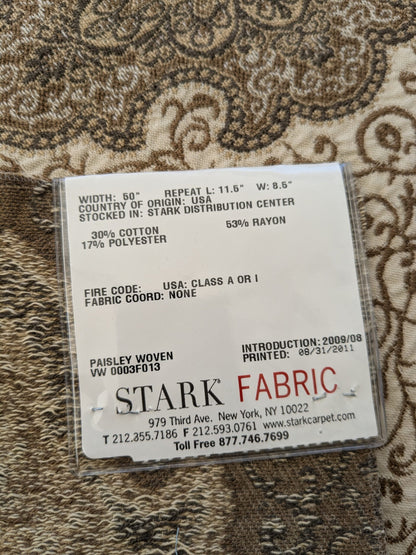 WIDTH: 50" REPEAT L: 11.5" W: 8.5"
COUNTRY OF ORIGIN: USA
STOCKED IN: STARK DISTRIBUTION CENTER
30% COTTON 53% RAYON
17% POLYESTER
FIRE CODE: USA: CLASS A OR I
FABRIC COORD: NONE
INTRODUCTION: 2009/08
PAISLEY WOVEN PRINTED: 08/31/2011
VW 0003F013
STARK FABRIC
979 Third Ave. New York, NY 10022
T 212.355.7186 F 212.593.0761 www.starkcarpet.com
Toll Free 877.746.7699